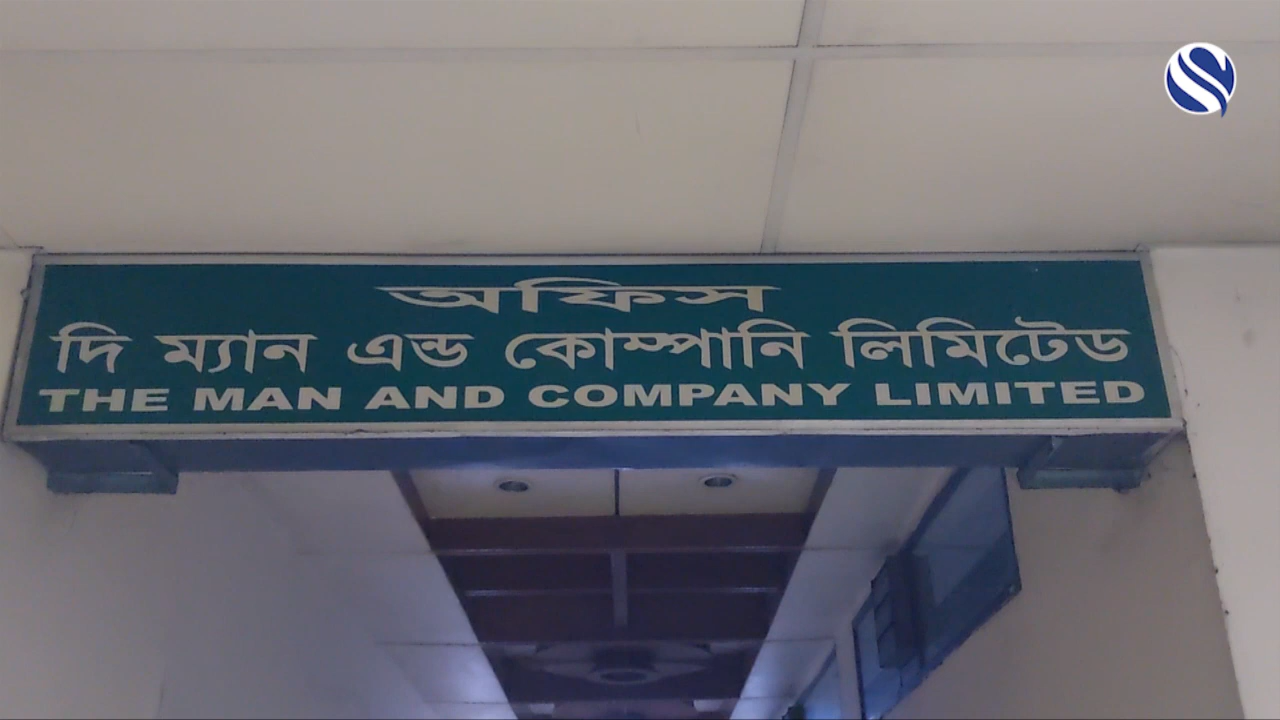 অফিস
দি ম্যান এন্ড কোম্পানি লিমিটেড
THE MAN AND COMPANY LIMITED